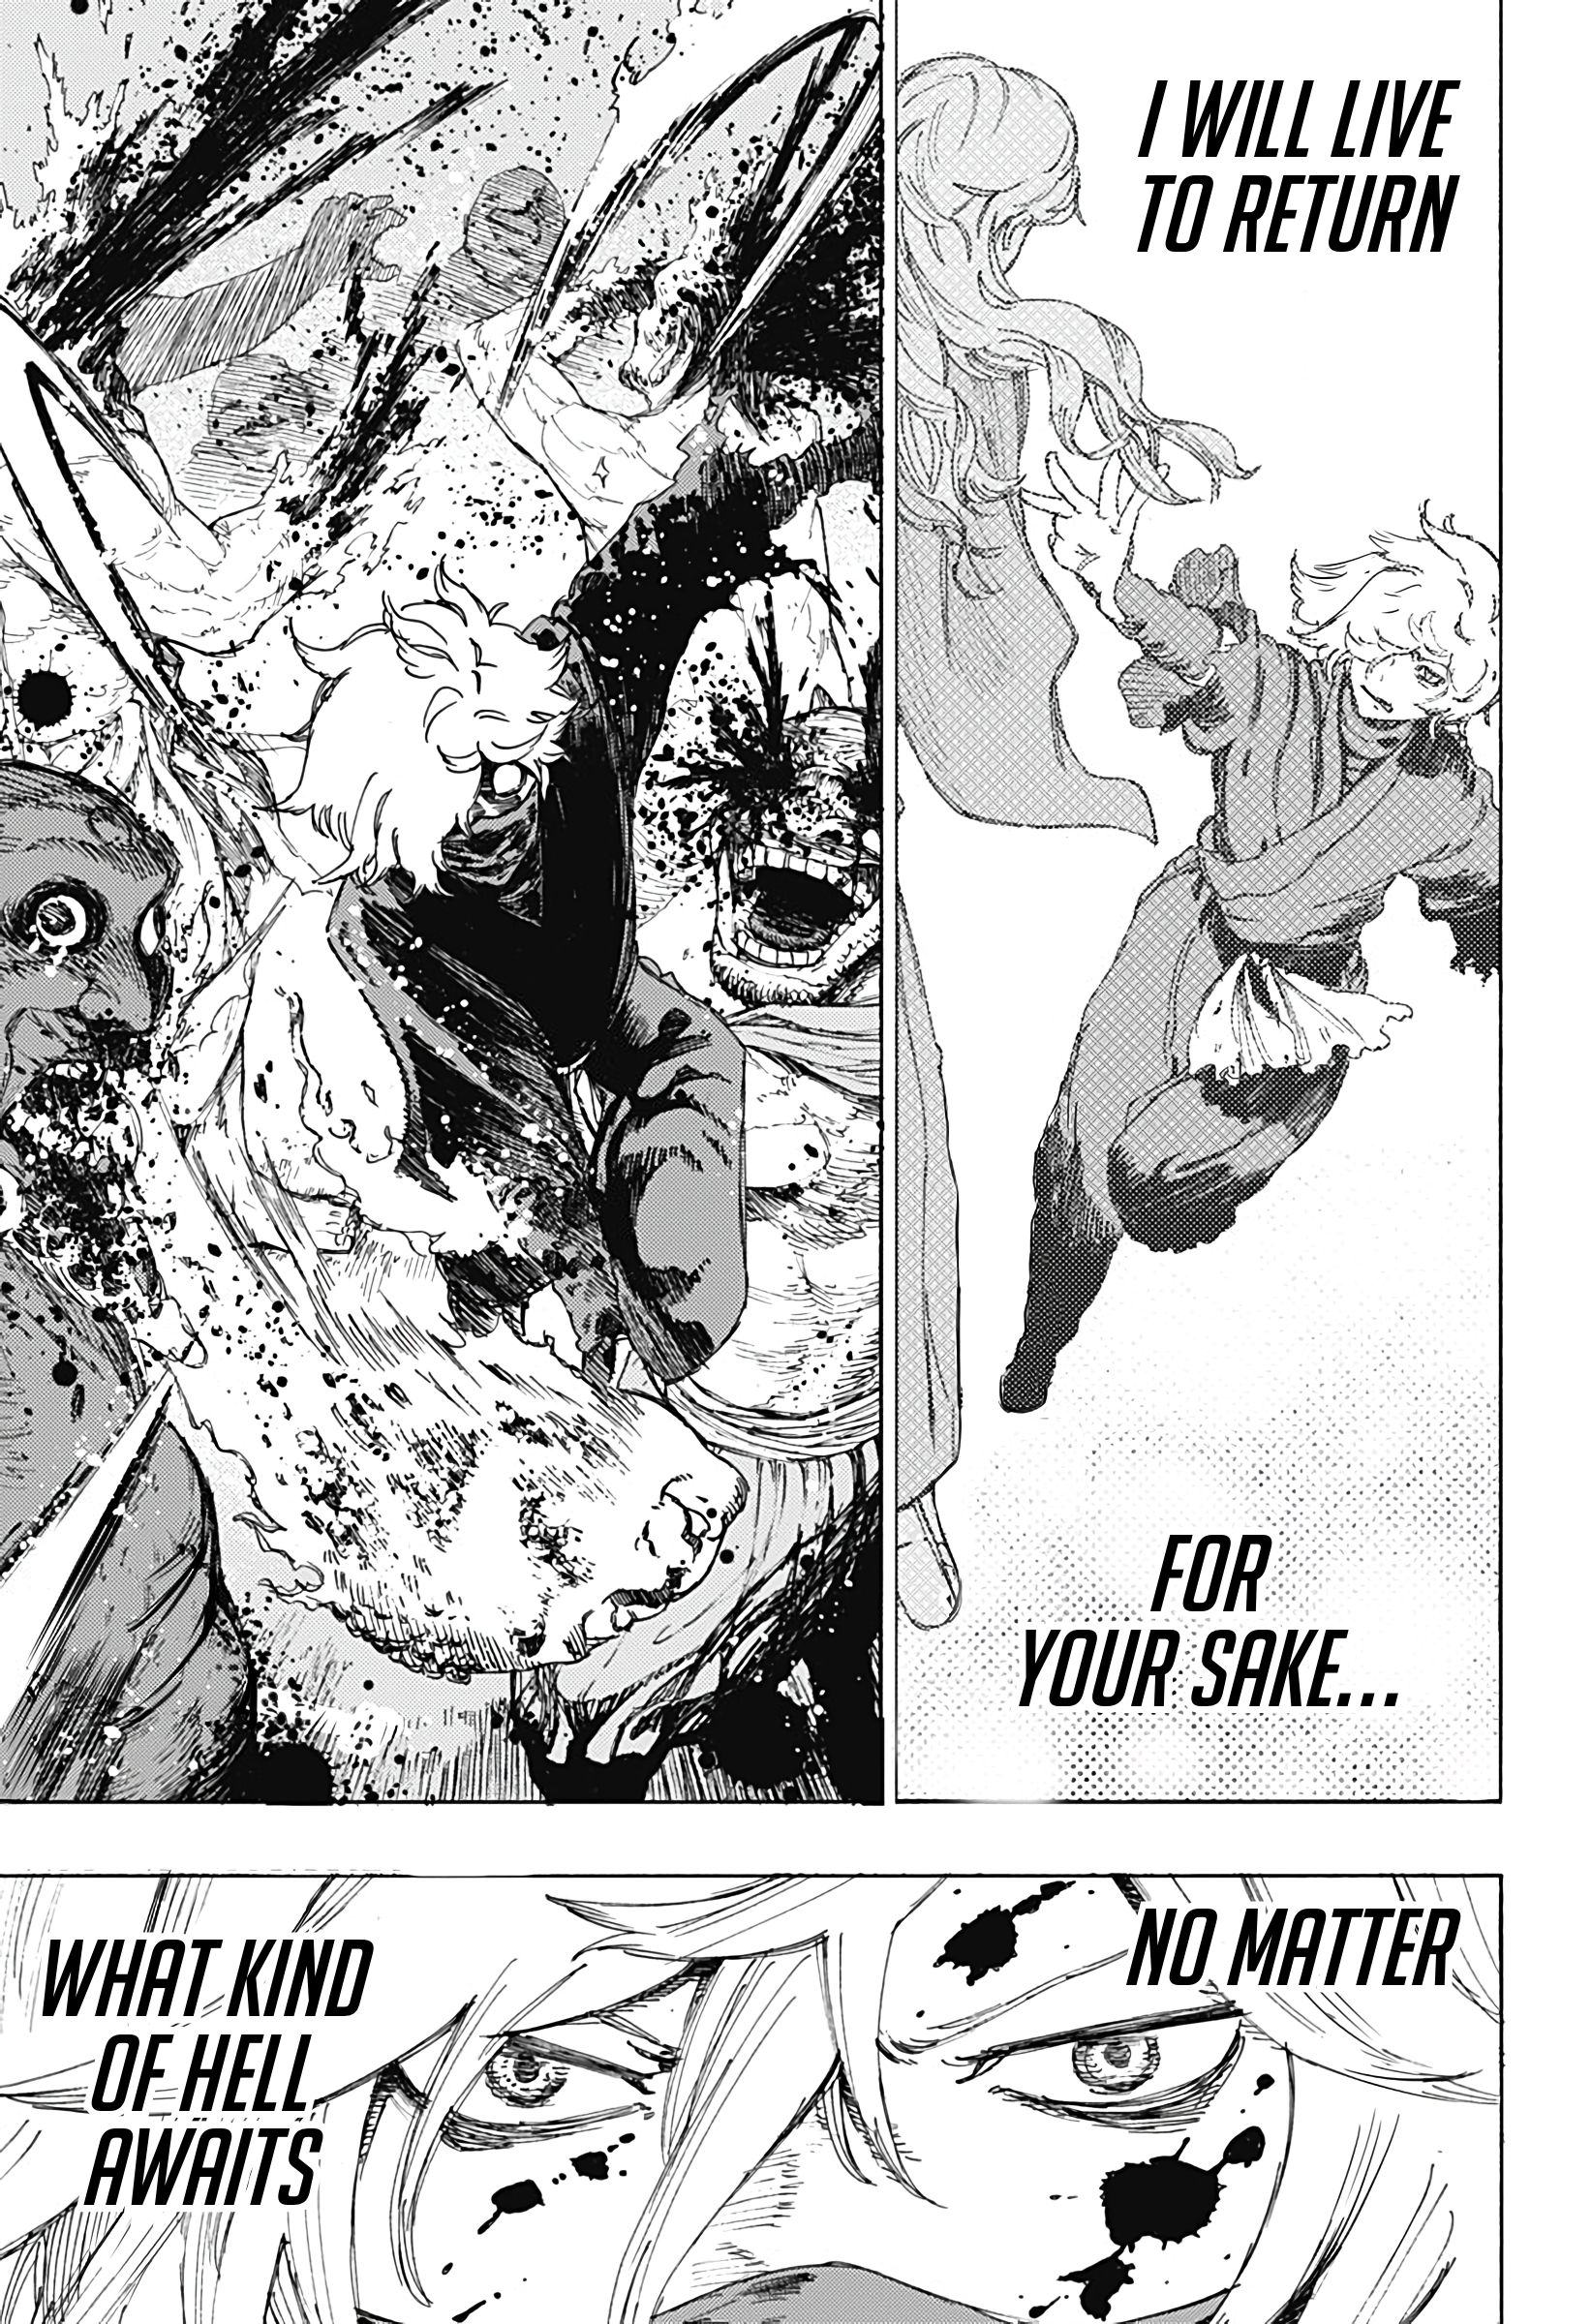 I WILL LIVE
TO RETURN
FOR
YOUR SAKE...
NO MATTER
WHAT KIND
OF HELL
AWAITS